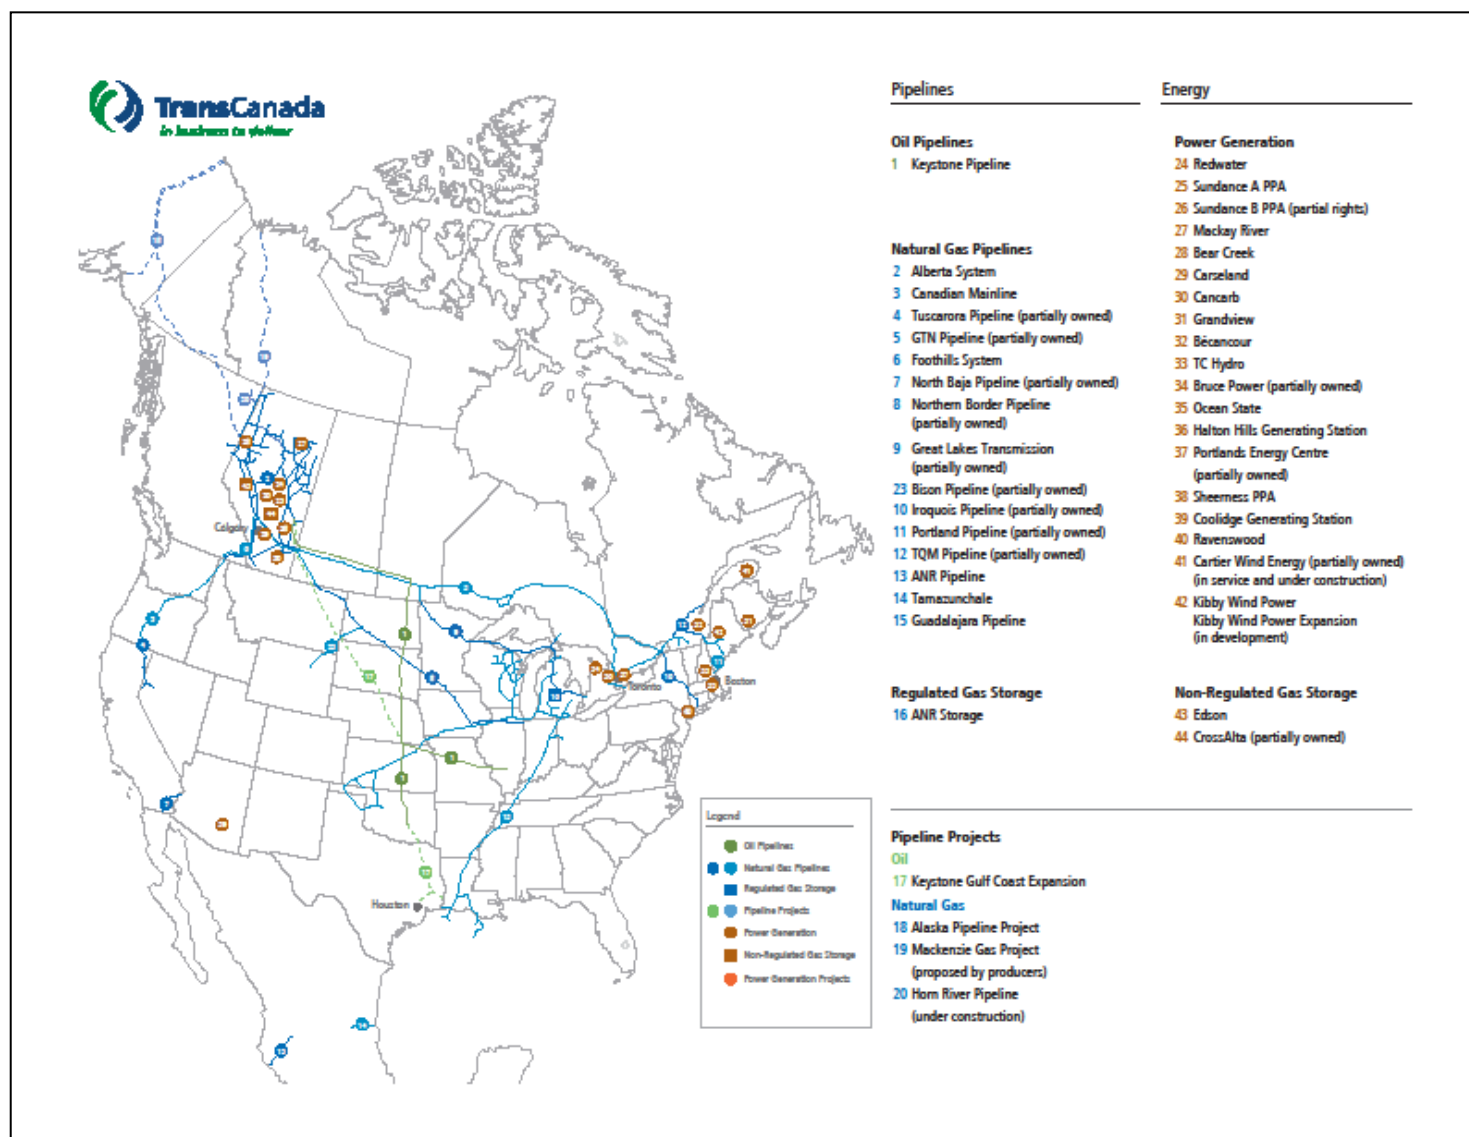 TransCanada
In business to deliver
Pipelines
Oil Pipelines
1 Keystone Pipeline
Natural Gas Pipelines
2 Alberta System
3 Canadian Mainline
4 Tuscarora Pipeline (partially owned)
5 GTN Pipeline (partially owned)
6 Foothills System
7 North Baja Pipeline (partially owned)
8 Northern Border Pipeline
(partially owned)
9 Great Lakes Transmission
(partially owned)
23 Bison Pipeline (partially owned)
10 Iroquois Pipeline (partially owned)
11 Portland Pipeline (partially owned)
12 TQM Pipeline (partially owned)
13 ANR Pipeline
14 Tamazunchale
15 Guadalajara Pipeline
Regulated Gas Storage
16 ANR Storage
Energy
Power Generation
24 Redwater
25 Sundance A PPA
26 Sundance B PPA (partial rights)
27 Mackay River
28 Bear Creek
29 Carseland
30 Cancarb
31 Grandview
32 Bécancour
33 TC Hydro
34 Bruce Power (partially owned)
35 Ocean State
36 Halton Hills Generating Station
37 Portlands Energy Centre
(partially owned)
38 Sheerness PPA
39 Coolidge Generating Station
40 Ravenswood
41 Cartier Wind Energy (partially owned)
(in service and under construction)
42 Kibby Wind Power
Kibby Wind Power Expansion
(in development)
Non-Regulated Gas Storage
43 Edson
44 CrossAlta (partially owned)
Pipeline Projects
Oil
17 Keystone Gulf Coast Expansion
Natural Gas
18 Alaska Pipeline Project
19 Mackenzie Gas Project
(proposed by producers)
20 Horn River Pipeline
(under construction)
Calgary
Toronto
Boston
Houston
Legend
Oil Pipelines
Natural Gas Pipelines
Regulated Gas Storage
Pipeline Projects
Power Generation
Non-Regulated Gas Storage
Power Generation Projects